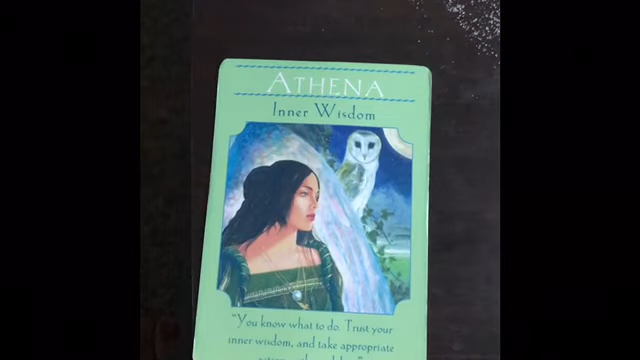 ATHENA
Inner Wisdom
"You know what to do. Trust your
inner wisdom, and take appropriate